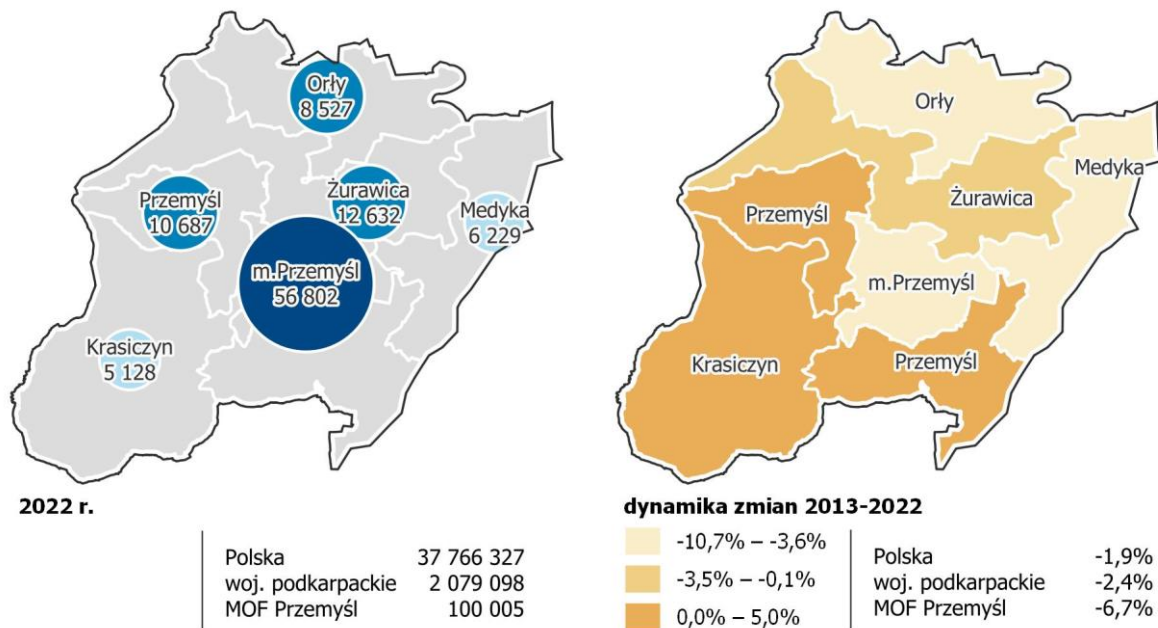 Orły
8 527
Przemyśl
10 687
Żurawica
12 632
Medyka
6 229
m.Przemyśl
56 802
Krasiczyn
5 128
2022 r.
Polska 37 766 327
woj. podkarpackie 2 079 098
MOF Przemyśl 100 005
Orły
Medyka
Żurawica
Przemyśl
m.Przemyśl
Krasiczyn
Przemyśl
dynamika zmian 2013-2022
-10,7% – -3,6%
-3,5% – -0,1%
0,0% – 5,0%
Polska -1,9%
woj. podkarpackie -2,4%
MOF Przemyśl -6,7%